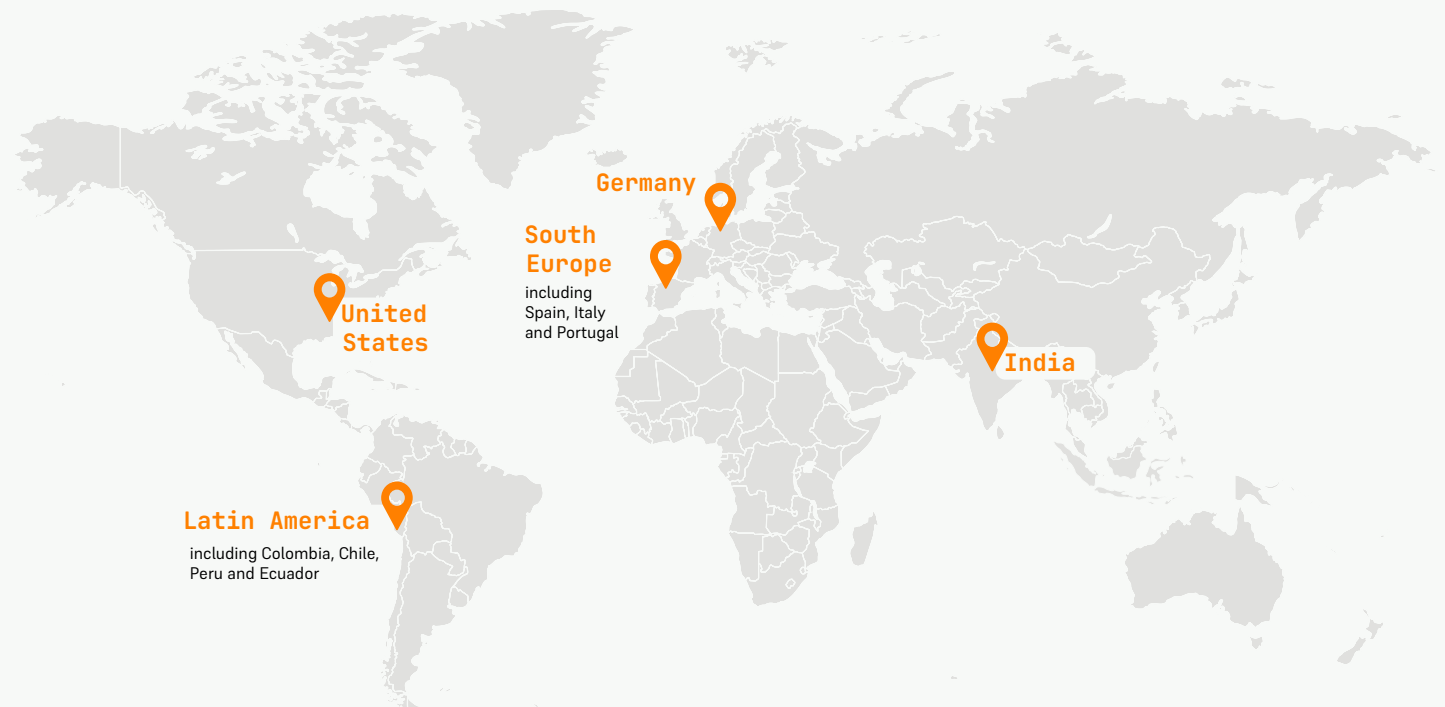 Germany
South
Europe
including
Spain, Italy
and Portugal
United
States
India
Latin America
including Colombia, Chile,
Peru and Ecuador